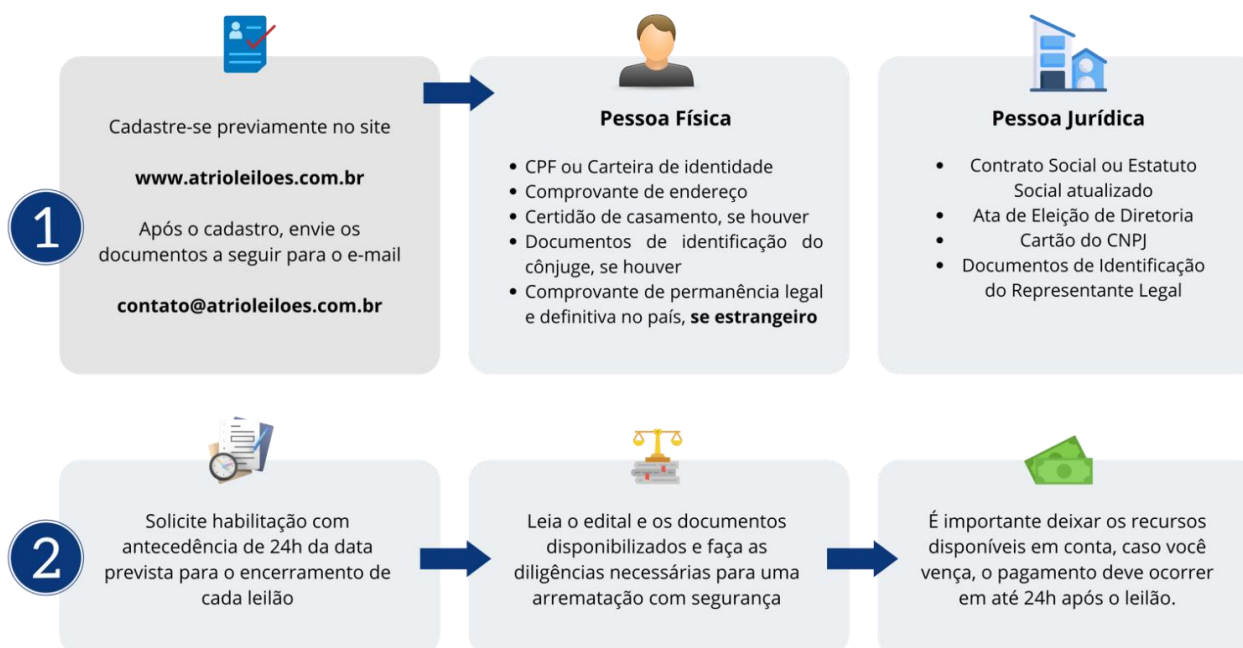 1
Cadastre-se previamente no site
www.atrioleiloes.com.br
Após o cadastro, envie os
documentos a seguir para o e-mail
contato@atrioleiloes.com.br
Pessoa Física
• CPF ou Carteira de identidade
• Comprovante de endereço
• Certidão de casamento, se houver
• Documentos de identificação do
cônjuge, se houver
• Comprovante de permanência legal
e definitiva no país, se estrangeiro
Pessoa Jurídica
• Contrato Social ou Estatuto
Social atualizado
• Ata de Eleição de Diretoria
• Cartão do CNPJ
• Documentos de Identificação
do Representante Legal
2
Solicite habilitação com
antecedência de 24h da data
prevista para o encerramento de
cada leilão
Leia o edital e os documentos
disponibilizados e faça as
diligências necessárias para uma
arrematação com segurança
É importante deixar os recursos
disponíveis em conta, caso você
vença, o pagamento deve ocorrer
em até 24h após o leilão.